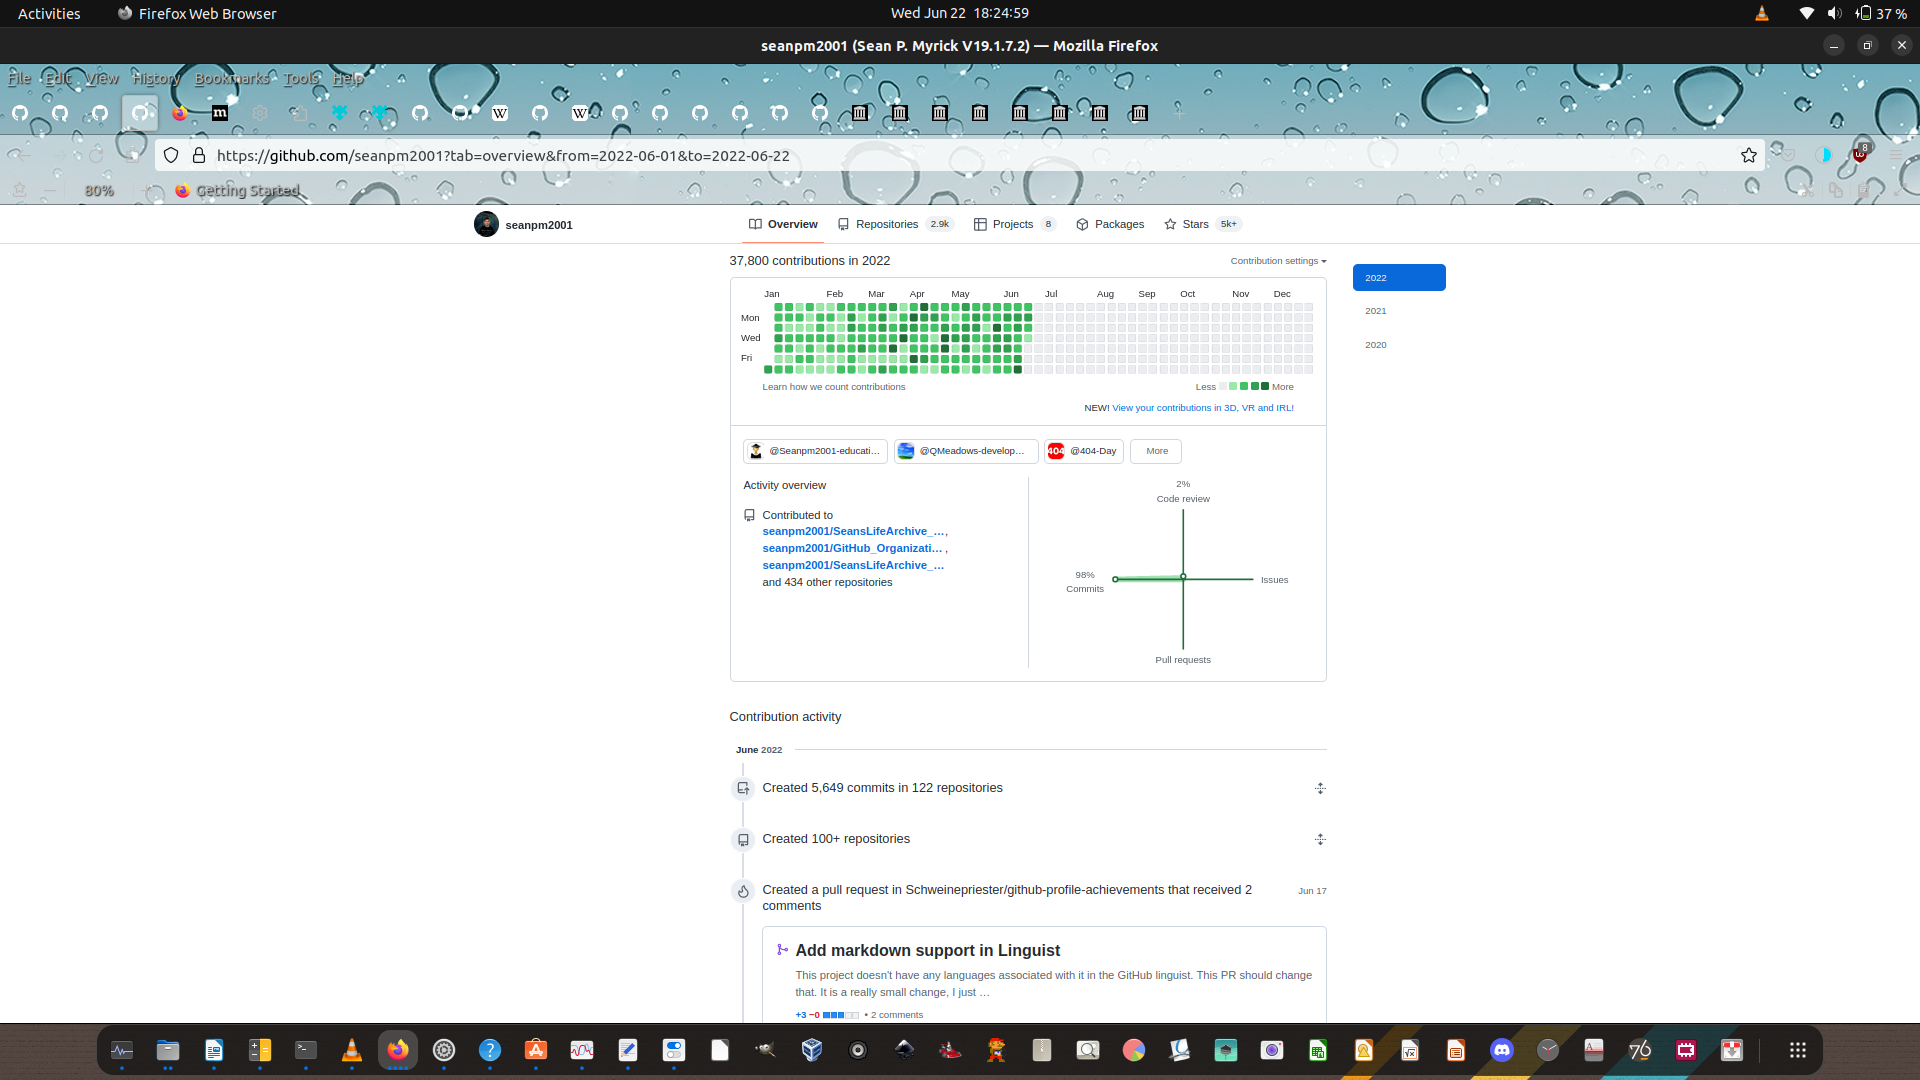 Activities
Firefox Web Browser
Wed Jun 22 18:24:59
37 %
seanpm2001 (Sean P. Myrick V19.1.7.2) — Mozilla Firefox
File Edit View History Bookmarks Tools Help
https://github.com/seanpm2001?tab=overview&from=2022-06-01&to=2022-06-22
8
80%
Getting Started
seanpm2001
Overview
Repositories 2.9k
Projects 8
Packages
Stars 5k+
37,800 contributions in 2022
Contribution settings
2022
2021
2020
Jan Feb Mar Apr May Jun Jul Aug Sep Oct Nov Dec
Mon
Wed
Fri
Learn how we count contributions
Less
More
NEW! View your contributions in 3D, VR and IRL!
@Seanpm2001-educati...
@QMeadows-develop...
404 @404-Day
More
Activity overview
Contributed to
seanpm2001/SeansLifeArchive_...,
seanpm2001/GitHub_Organizati... ,
seanpm2001/SeansLifeArchive_...
and 434 other repositories
2%
Code review
98%
Commits
Issues
Pull requests
Contribution activity
June 2022
Created 5,649 commits in 122 repositories
Created 100+ repositories
Created a pull request in Schweinepriester/github-profile-achievements that received 2
comments
Jun 17
Add markdown support in Linguist
This project doesn't have any languages associated with it in the GitHub linguist. This PR should change
that. It is a really small change, I just …
+3 −0 • 2 comments
76